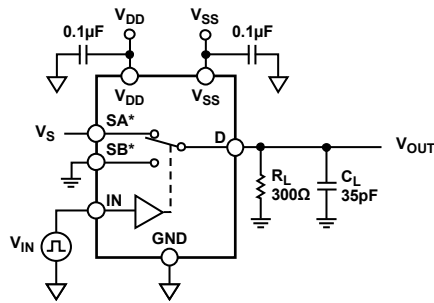 VDD
VSS
0.1µF
0.1µF
VDD
VSS
VS
SA*
SB*
D
VOUT
RL
300Ω
CL
35pF
IN
VIN
GND